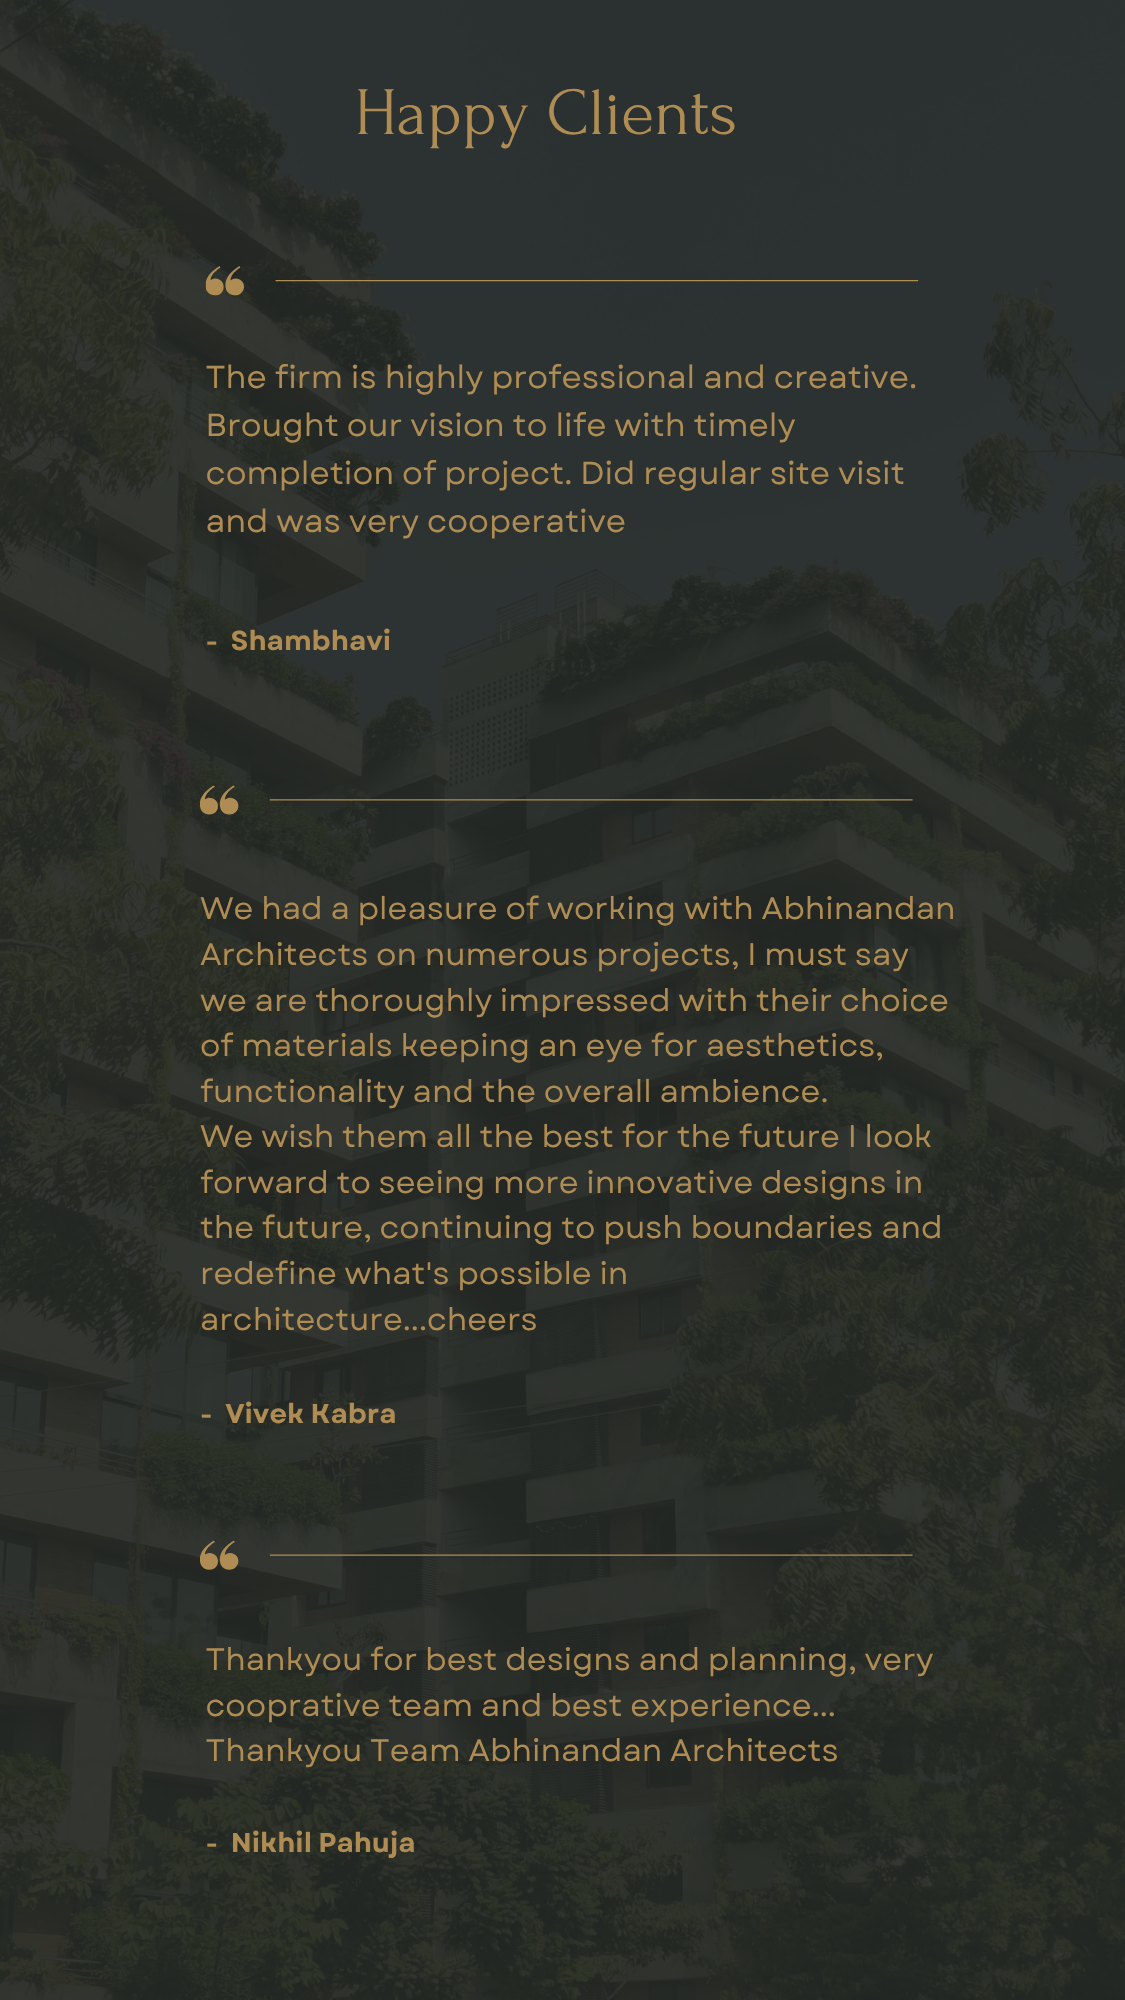 Happy Clients
The firm is highly professional and creative.
Brought our vision to life with timely
completion of project. Did regular site visit
and was very cooperative
- Shambhavi
We had a pleasure of working with Abhinandan
Architects on numerous projects, I must say
we are thoroughly impressed with their choice
of materials keeping an eye for aesthetics,
functionality and the overall ambience.
We wish them all the best for the future I look
forward to seeing more innovative designs in
the future, continuing to push boundaries and
redefine what's possible in
architecture...cheers
- Vivek Kabra
Thankyou for best designs and planning, very
cooprative team and best experience...
Thankyou Team Abhinandan Architects
- Nikhil Pahuja